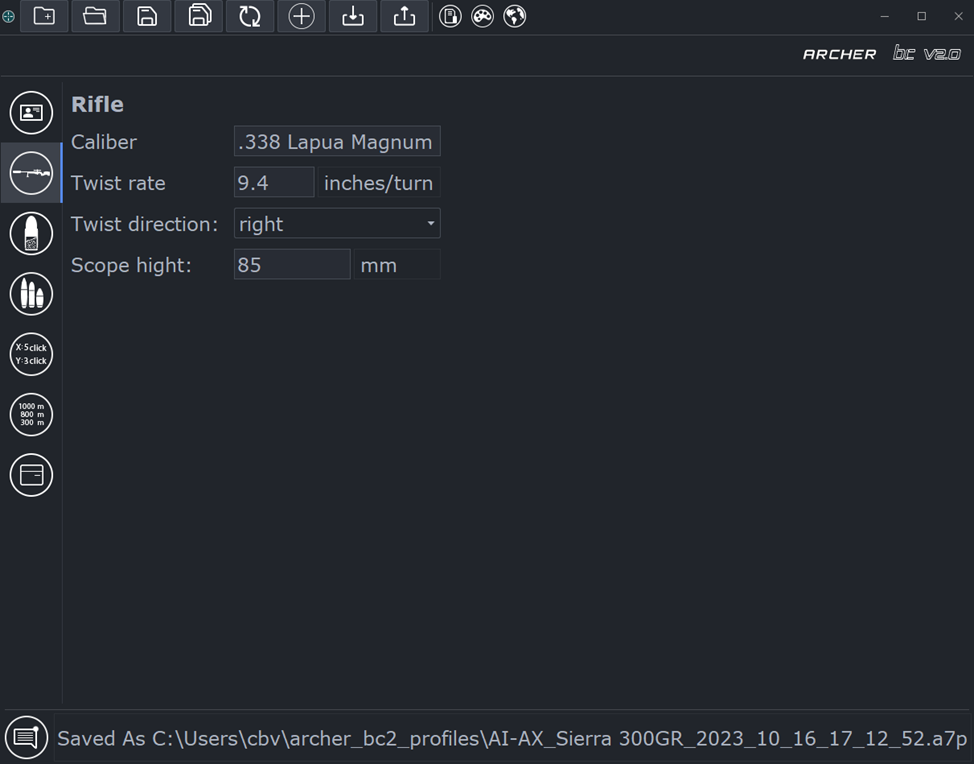 ARCHER bc v2.0
Rifle
Caliber .338 Lapua Magnum
Twist rate 9.4 inches/turn
Twist direction: right
Scope hight: 85 mm
X:5 click
Y:3 click
1000 m
800 m
300 m
Saved As C:\Users\cbv\archer_bc2_profiles\AI-AX_Sierra 300GR_2023_10_16_17_12_52.a7p